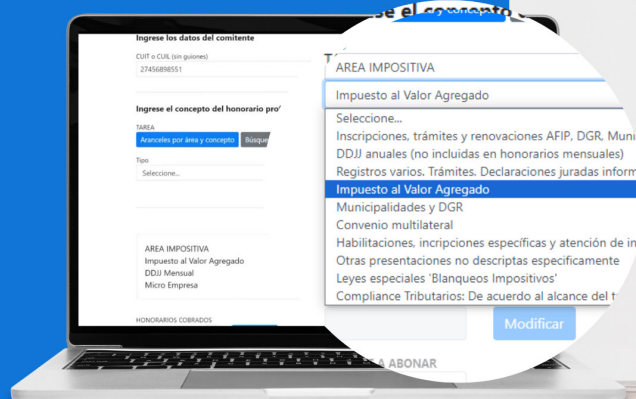 Ingrese los datos del comitente
CUIT o CUIL (sin guiones)
27456898551
Ingrese el concepto del honorario pro
TAREA
Aranceles por área y concepto
Tipo
Seleccione...
AREA IMPOSITIVA
Impuesto al Valor Agregado
DDJJ Mensual
Micro Empresa
HONORARIOS COBRADOS
el concepto
AREA IMPOSITIVA
Impuesto al Valor Agregado
Seleccione...
Inscripciones, trámites y renovaciones AFIP, DGR, Muni
DDJJ anuales (no incluidas en honorarios mensuales)
Registros varios. Trámites. Declaraciones juradas inform
Impuesto al Valor Agregado
Municipalidades y DGR
Convenio multilateral
Habilitaciones, incripciones específicas y atención de in
Otras presentaciones no descriptas especificamente
Leyes especiales 'Blanqueos Impositivos'
Compliance Tributarios: De acuerdo al alcance del t
Modificar
A ABONAR